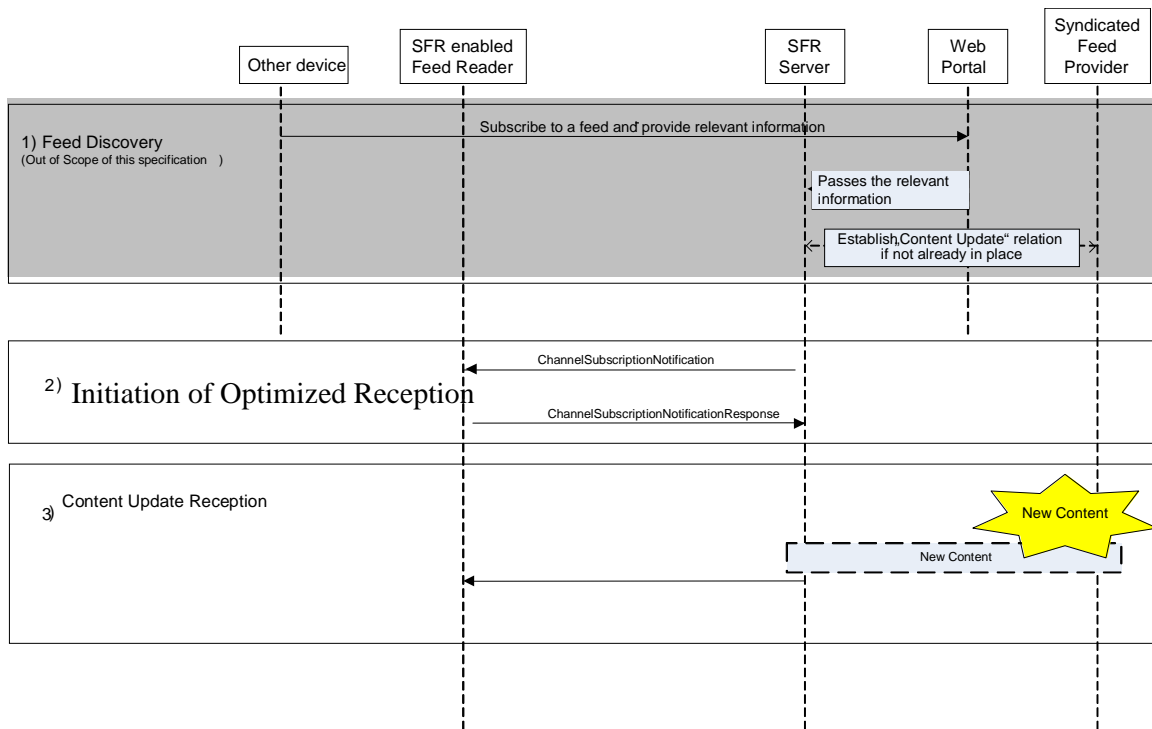 Other device
SFR enabled
Feed Reader
SFR
Server
Web
Portal
Syndicated
Feed
Provider
1) Feed Discovery
(Out of Scope of this specification )
Subscribe to a feed and provide relevant information
Passes the relevant
information
Establish „Content Update“ relation
if not already in place
2) Initiation of Optimized Reception
ChannelSubscriptionNotification
ChannelSubscriptionNotificationResponse
3) Content Update Reception
New Content
New Content